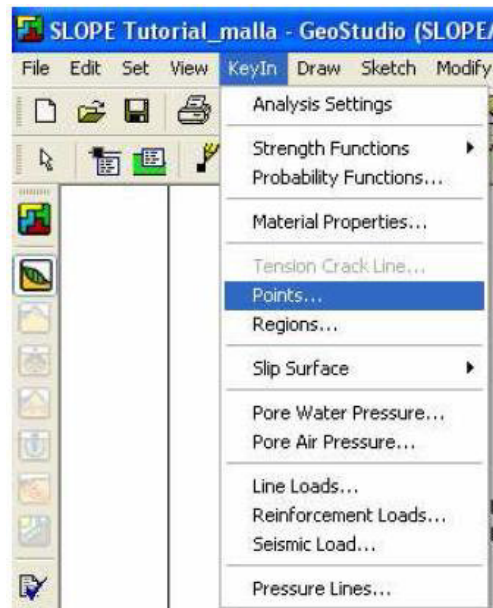 SLOPE Tutorial_malla - GeoStudio (SLOPE/
File Edit Set View KeyIn Draw Sketch Modify
Analysis Settings
Strength Functions
Probability Functions...
Material Properties...
Tension Crack Line...
Points...
Regions...
Slip Surface
Pore Water Pressure...
Pore Air Pressure...
Line Loads...
Reinforcement Loads...
Seismic Load...
Pressure Lines...